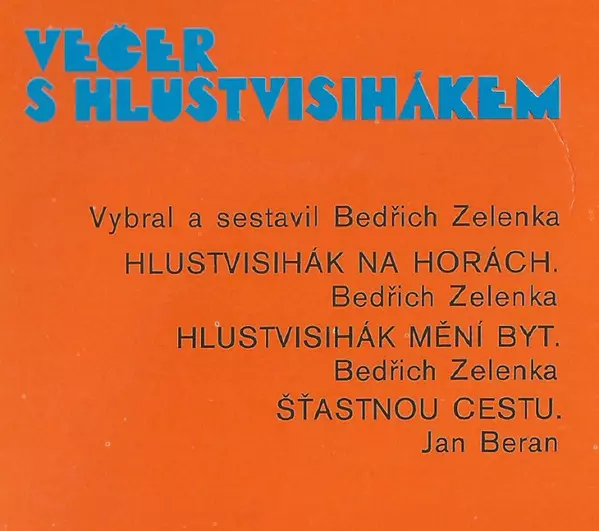 VEČER
S HLUSTVISIHÁKEM
Vybral a sestavil Bedřich Zelenka
HLUSTVISIHÁK NA HORÁCH.
Bedřich Zelenka
HLUSTVISIHÁK MĚNÍ BYT.
Bedřich Zelenka
ŠŤASTNOU CESTU.
Jan Beran